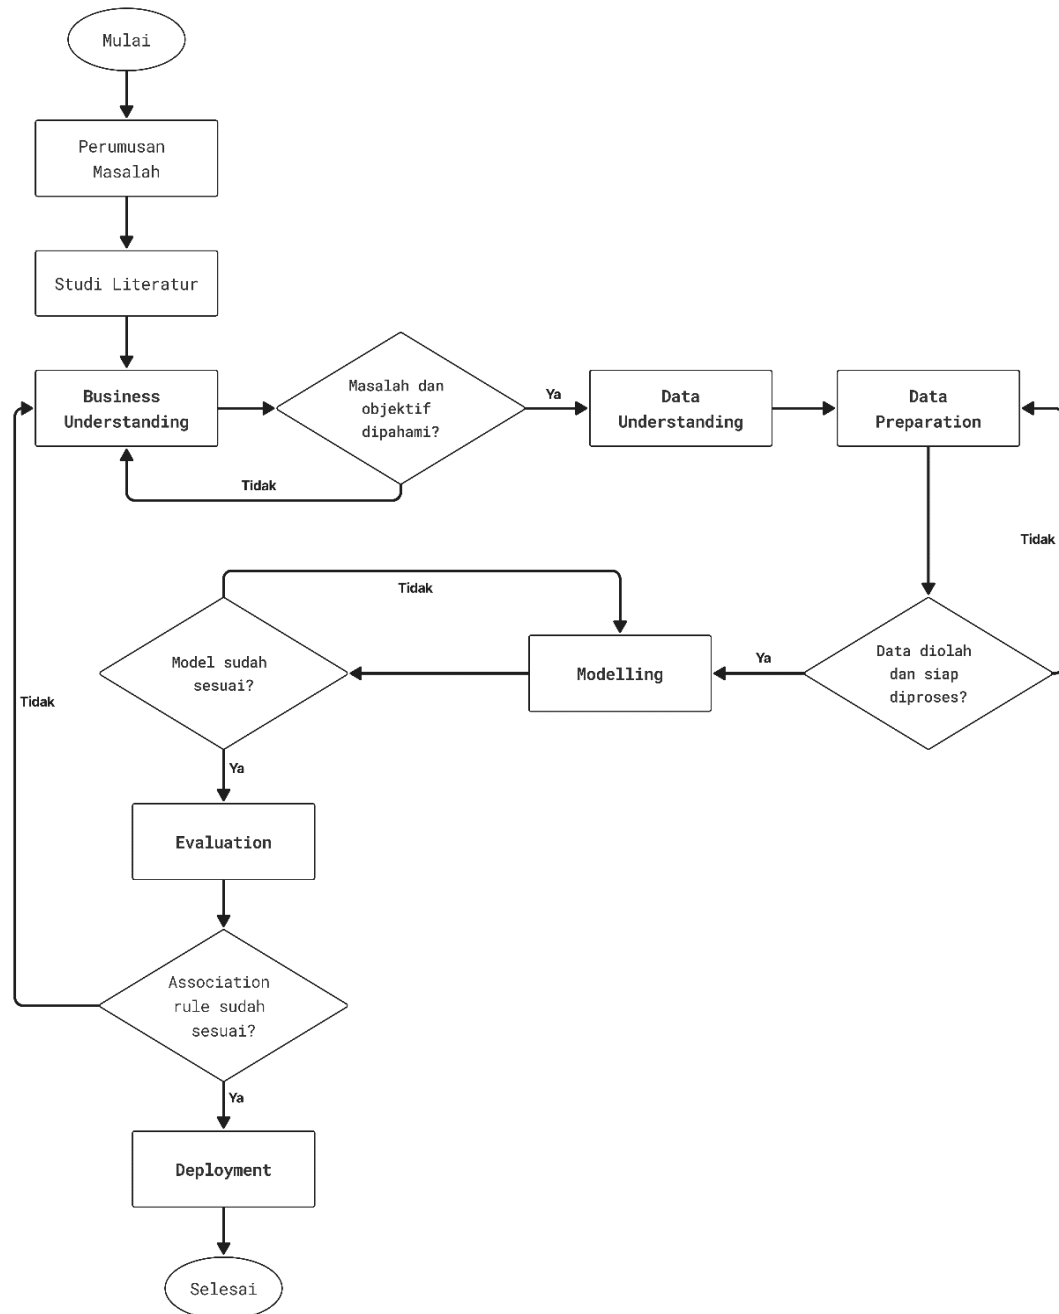 Mulai
Perumusan
Masalah
Studi Literatur
Business
Understanding
Masalah dan
objektif
dipahami?
Ya
Data
Understanding
Data
Preparation
Tidak
Tidak
Tidak
Model sudah
sesuai?
Modelling
Ya
Data diolah
dan siap
diproses?
Tidak
Ya
Evaluation
Association
rule sudah
sesuai?
Ya
Deployment
Selesai